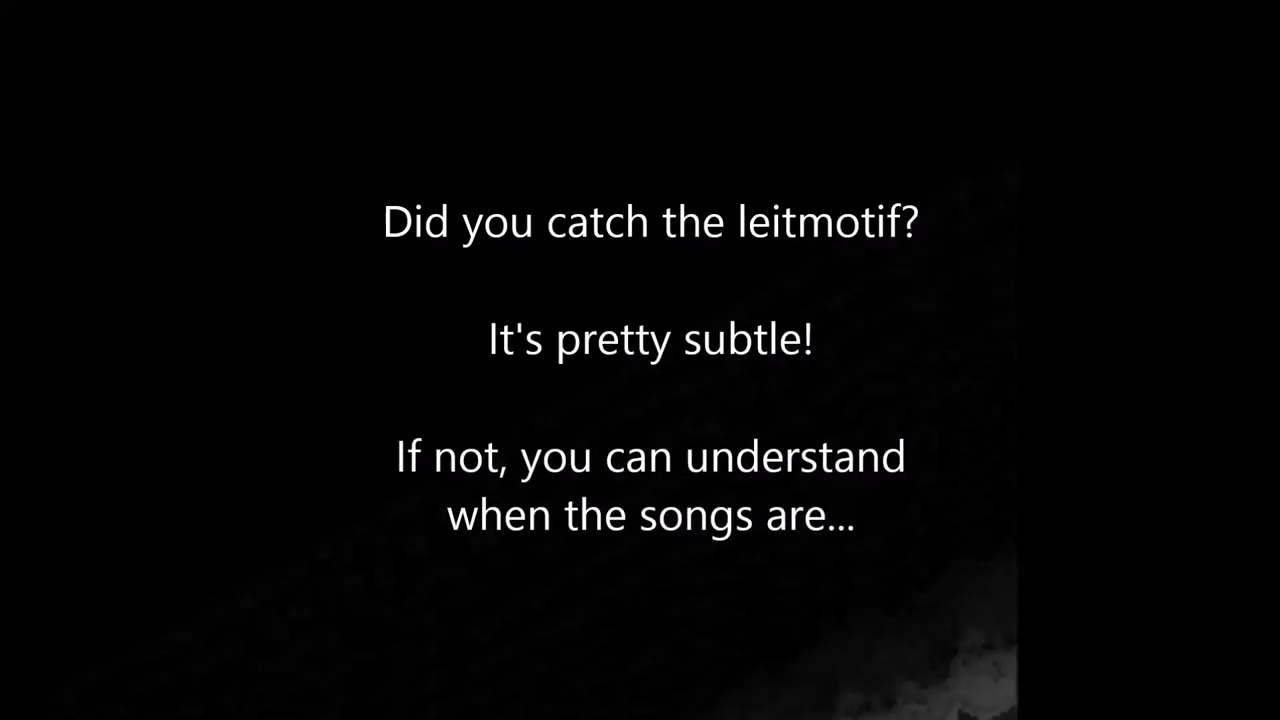 Did you catch the leitmotif?
It's pretty subtle!
If not, you can understand
when the songs are...